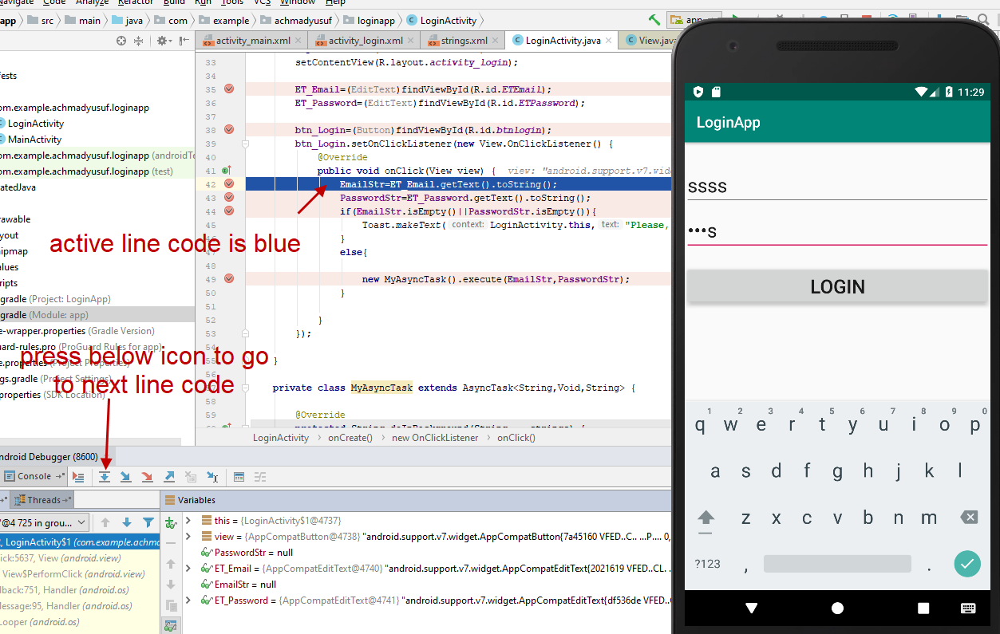 Navigate Code Analyze Refactor Build Run Tools VCS Window Help
app src main java com example achmadyusuf loginapp LoginActivity
app
activity_main.xml activity_login.xml strings.xml LoginActivity.java View.java
33 setContentView(R.layout.activity_login);
34
35 ET_Email=(EditText)findViewById(R.id.ETEmail);
36 ET_Password=(EditText)findViewById(R.id.ETPassword);
37
38 btn_Login=(Button)findViewById(R.id.btnlogin);
39 btn_Login.setOnClickListener(new View.OnClickListener() {
40 @Override
41 public void onClick(View view) { view: "android.support.v7.wid
42 EmailStr=ET_Email.getText().toString();
43 PasswordStr=ET_Password.getText().toString();
44 if(EmailStr.isEmpty()||PasswordStr.isEmpty()){
45 Toast.makeText( context: LoginActivity.this, text: "Please,
}
47 else{
48
49 new MyAsyncTask().execute(EmailStr,PasswordStr);
50 }
51
52 }
53 });
54
55 }
56
57 private class MyAsyncTask extends AsyncTask<String,Void,String> {
58
59 @Override
LoginActivity onCreate() new OnClickListener onClick()
ests
om.example.achmadyusuf.loginapp
LoginActivity
MainActivity
om.example.achmadyusuf.loginapp (androidTe
om.example.achmadyusuf.loginapp (test)
atedJava
rawable
yout
ipmap
lues
ripts
gradle (Project: LoginApp)
gradle (Module: app)
e-wrapper.properties (Gradle Version)
uard-rules.pro (ProGuard Rules for app)
e.properties (Project Properties)
gs.gradle (Project Settings)
properties (SDK Location)
active line code is blue
press below icon to go
to next line code
ndroid Debugger (8600)
Console
Threads
"@4 725 in grou...
, LoginActivity$1 (com.example.achma
ick:5637, View (android.view)
View$PerformClick (android.view)
lback:751, Handler (android.os)
Message:95, Handler (android.os)
Looper (android.os)
Variables
this = {LoginActivity$1@4737}
view = {AppCompatButton@4738} "android.support.v7.widget.AppCompatButton{7a45160 VFED..C.. ...P.... 0,
PasswordStr = null
ET_Email = {AppCompatEditText@4740} "android.support.v7.widget.AppCompatEditText{2021619 VFED..CL. .
EmailStr = null
ET_Password = {AppCompatEditText@4741} "android.support.v7.widget.AppCompatEditText{df536de VFED..C
11:29
LoginApp
ssss
•••s
LOGIN
1 2 3 4 5 6 7 8 9 0
q w e r t y u i o p
a s d f g h j k l
z x c v b n m
?123 , .